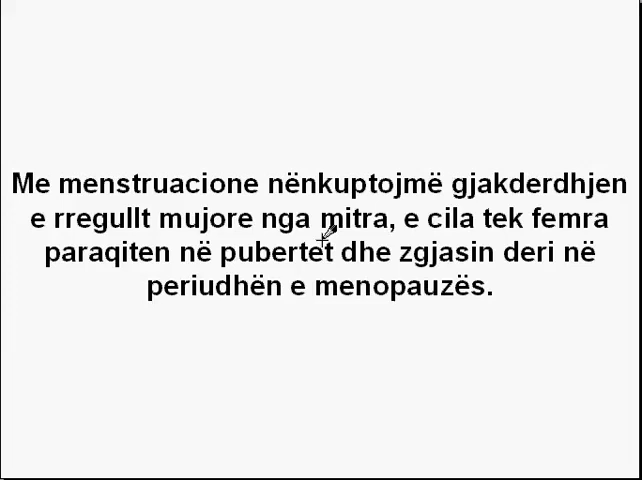 Me menstruacione nënkuptojmë gjakderdhjen
e rregullt mujore nga mitra, e cila tek femra
paraqiten në pubertet dhe zgjasin deri në
periudhën e menopauzës.